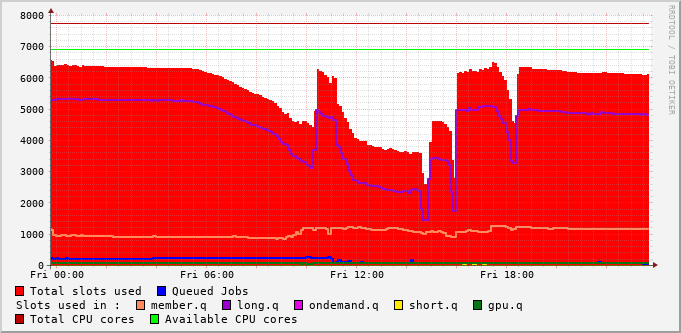 8000
7000
6000
5000
4000
3000
2000
1000
0
Fri 00:00 Fri 06:00 Fri 12:00 Fri 18:00
RRDTOOL / TOBI OETIKER
Total slots used Queued Jobs
Slots used in : member.q long.q ondemand.q short.q gpu.q
Total CPU cores Available CPU cores